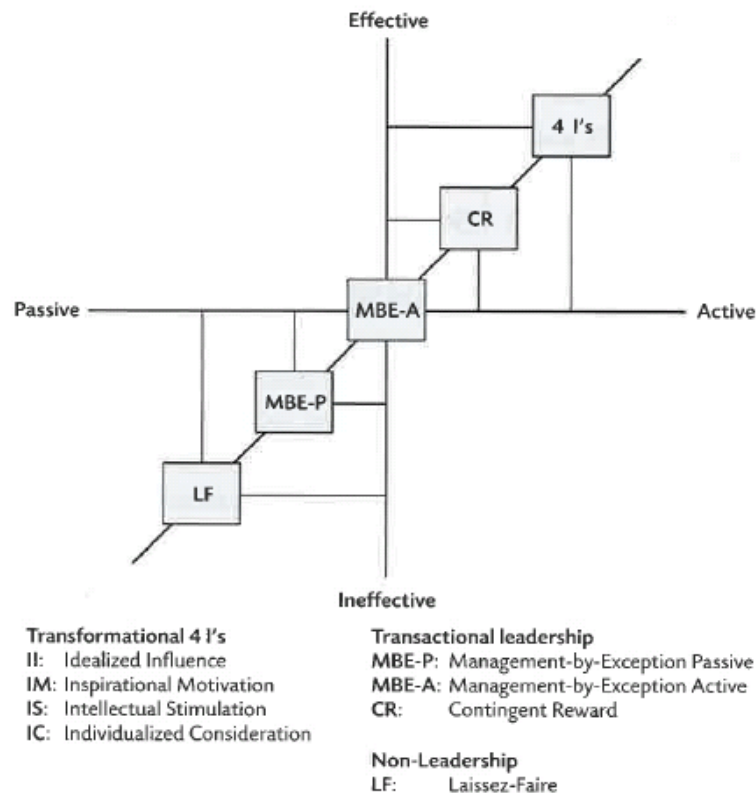 Effective
4 I's
CR
Passive
MBE-A
Active
MBE-P
LF
Ineffective
Transformational 4 I's
II: Idealized Influence
IM: Inspirational Motivation
IS: Intellectual Stimulation
IC: Individualized Consideration
Transactional leadership
MBE-P: Management-by-Exception Passive
MBE-A: Management-by-Exception Active
CR: Contingent Reward
Non-Leadership
LF: Laissez-Faire